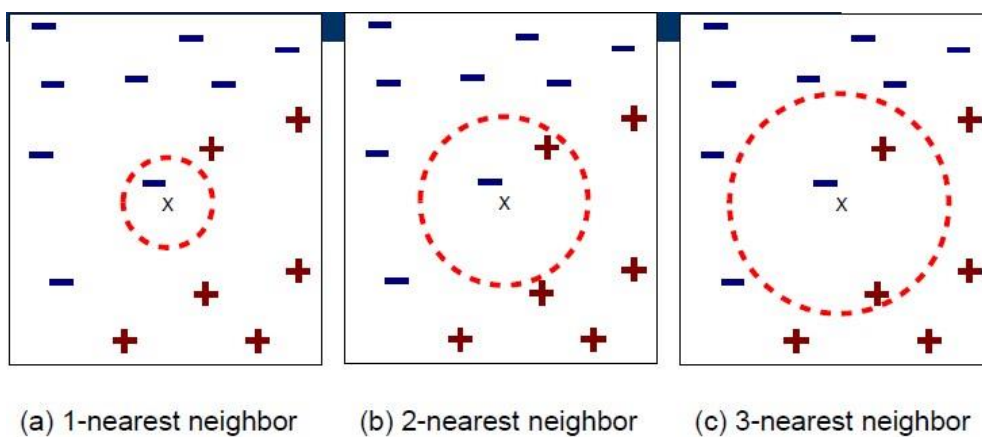 X
X
X
(a) 1-nearest neighbor
(b) 2-nearest neighbor
(c) 3-nearest neighbor